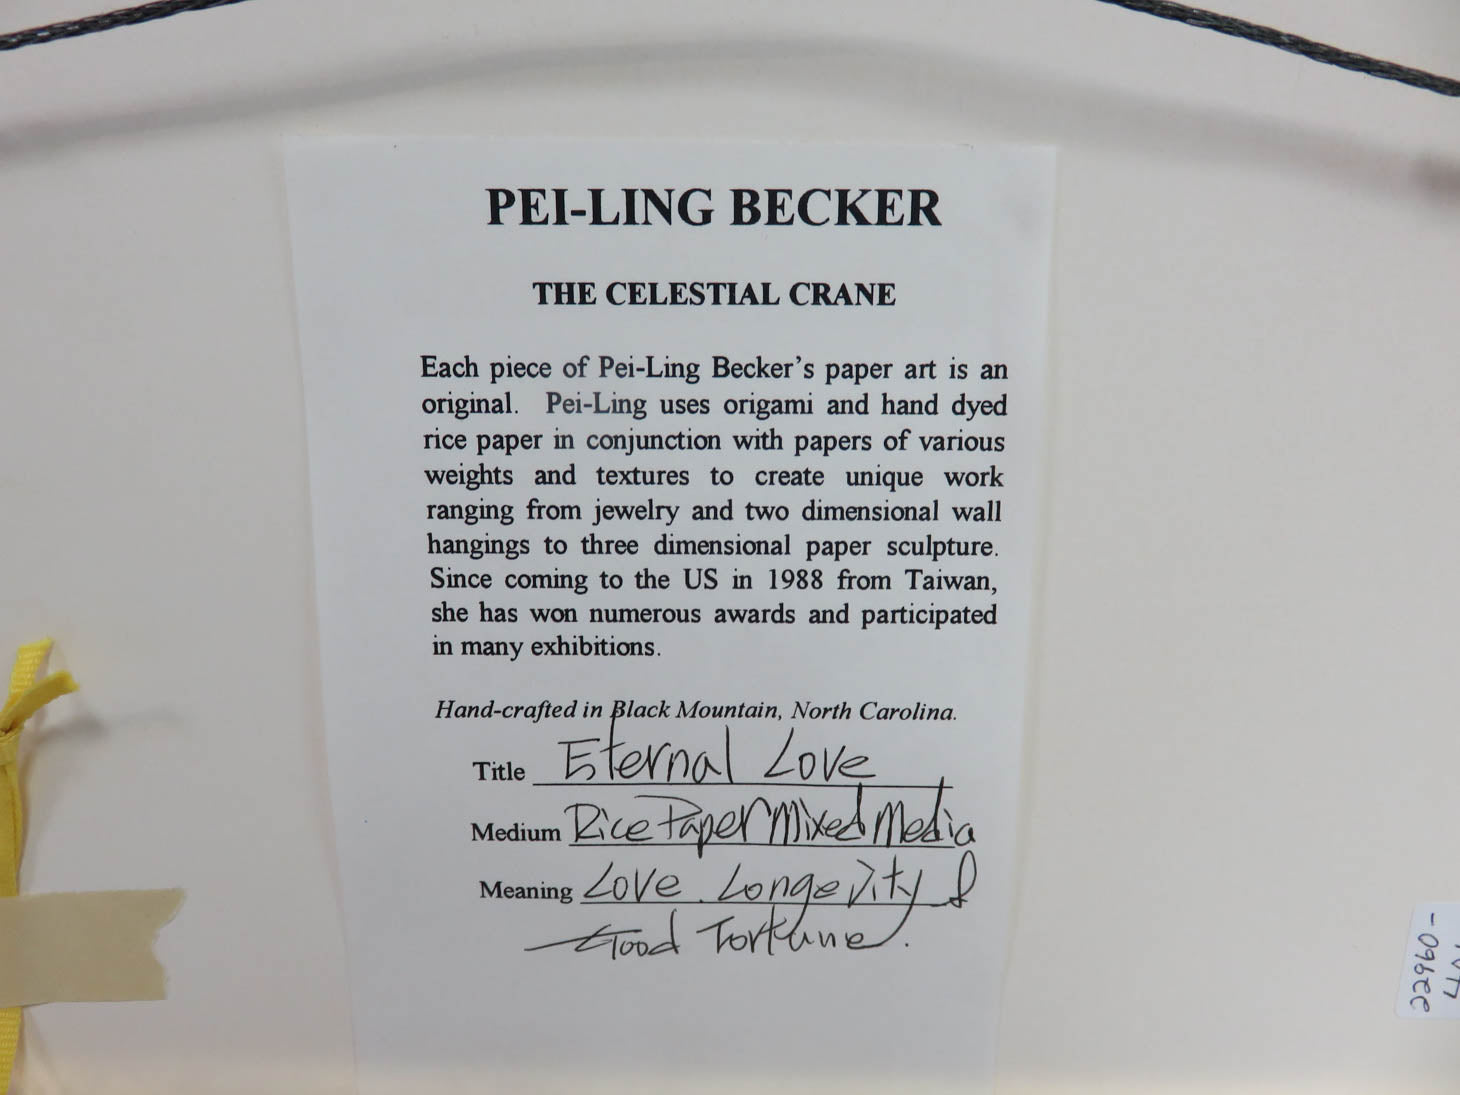 PEI-LING BECKER
THE CELESTIAL CRANE
Each piece of Pei-Ling Becker's paper art is an
original. Pei-Ling uses origami and hand dyed
rice paper in conjunction with papers of various
weights and textures to create unique work
ranging from jewelry and two dimensional wall
hangings to three dimensional paper sculpture.
Since coming to the US in 1988 from Taiwan,
she has won numerous awards and participated
in many exhibitions.
Hand-crafted in Black Mountain, North Carolina.
Title Eternal Love
Medium Rice Paper Mixed Media
Meaning Love. Longevity &
Good Fortune.
22960-